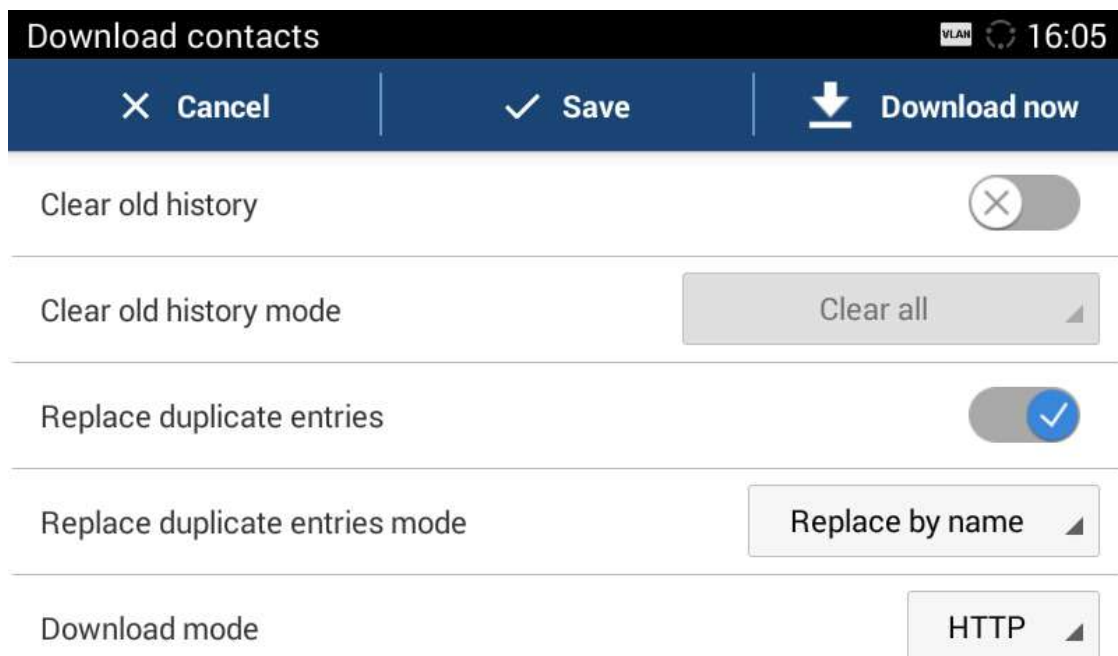 Download contacts VLAN 16:05
Cancel Save Download now
Clear old history
Clear old history mode Clear all
Replace duplicate entries
Replace duplicate entries mode Replace by name
Download mode HTTP